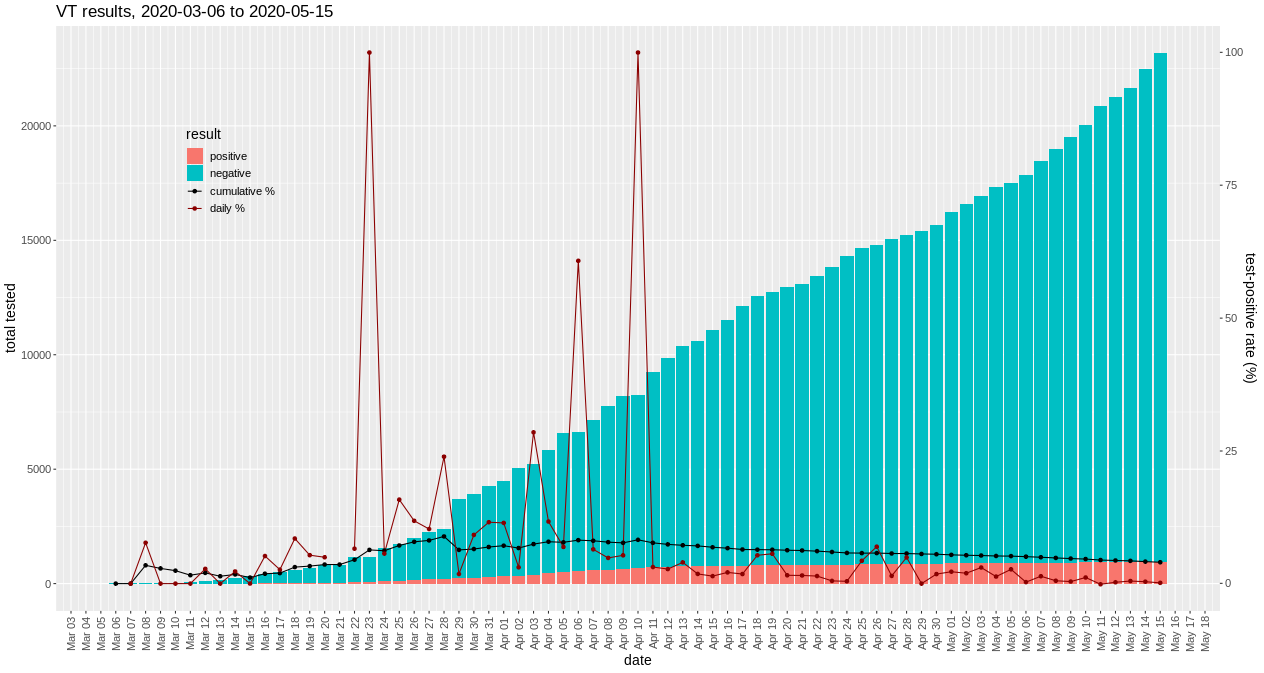 VT results, 2020-03-06 to 2020-05-15
total tested
20000
15000
10000
5000
0
result
positive
negative
cumulative %
daily %
100
75
50
25
0
test-positive rate (%)
Mar 03
Mar 04
Mar 05
Mar 06
Mar 07
Mar 08
Mar 09
Mar 10
Mar 11
Mar 12
Mar 13
Mar 14
Mar 15
Mar 16
Mar 17
Mar 18
Mar 19
Mar 20
Mar 21
Mar 22
Mar 23
Mar 24
Mar 25
Mar 26
Mar 27
Mar 28
Mar 29
Mar 30
Mar 31
Apr 01
Apr 02
Apr 03
Apr 04
Apr 05
Apr 06
Apr 07
Apr 08
Apr 09
Apr 10
Apr 11
Apr 12
Apr 13
Apr 14
Apr 15
Apr 16
Apr 17
Apr 18
Apr 19
Apr 20
Apr 21
Apr 22
Apr 23
Apr 24
Apr 25
Apr 26
Apr 27
Apr 28
Apr 29
Apr 30
May 01
May 02
May 03
May 04
May 05
May 06
May 07
May 08
May 09
May 10
May 11
May 12
May 13
May 14
May 15
May 16
May 17
May 18
date